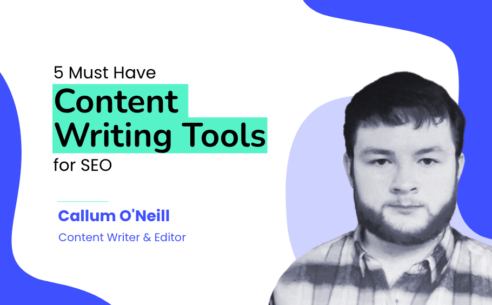 5 Must Have
Content
Writing Tools
for SEO
Callum O'Neill
Content Writer & Editor